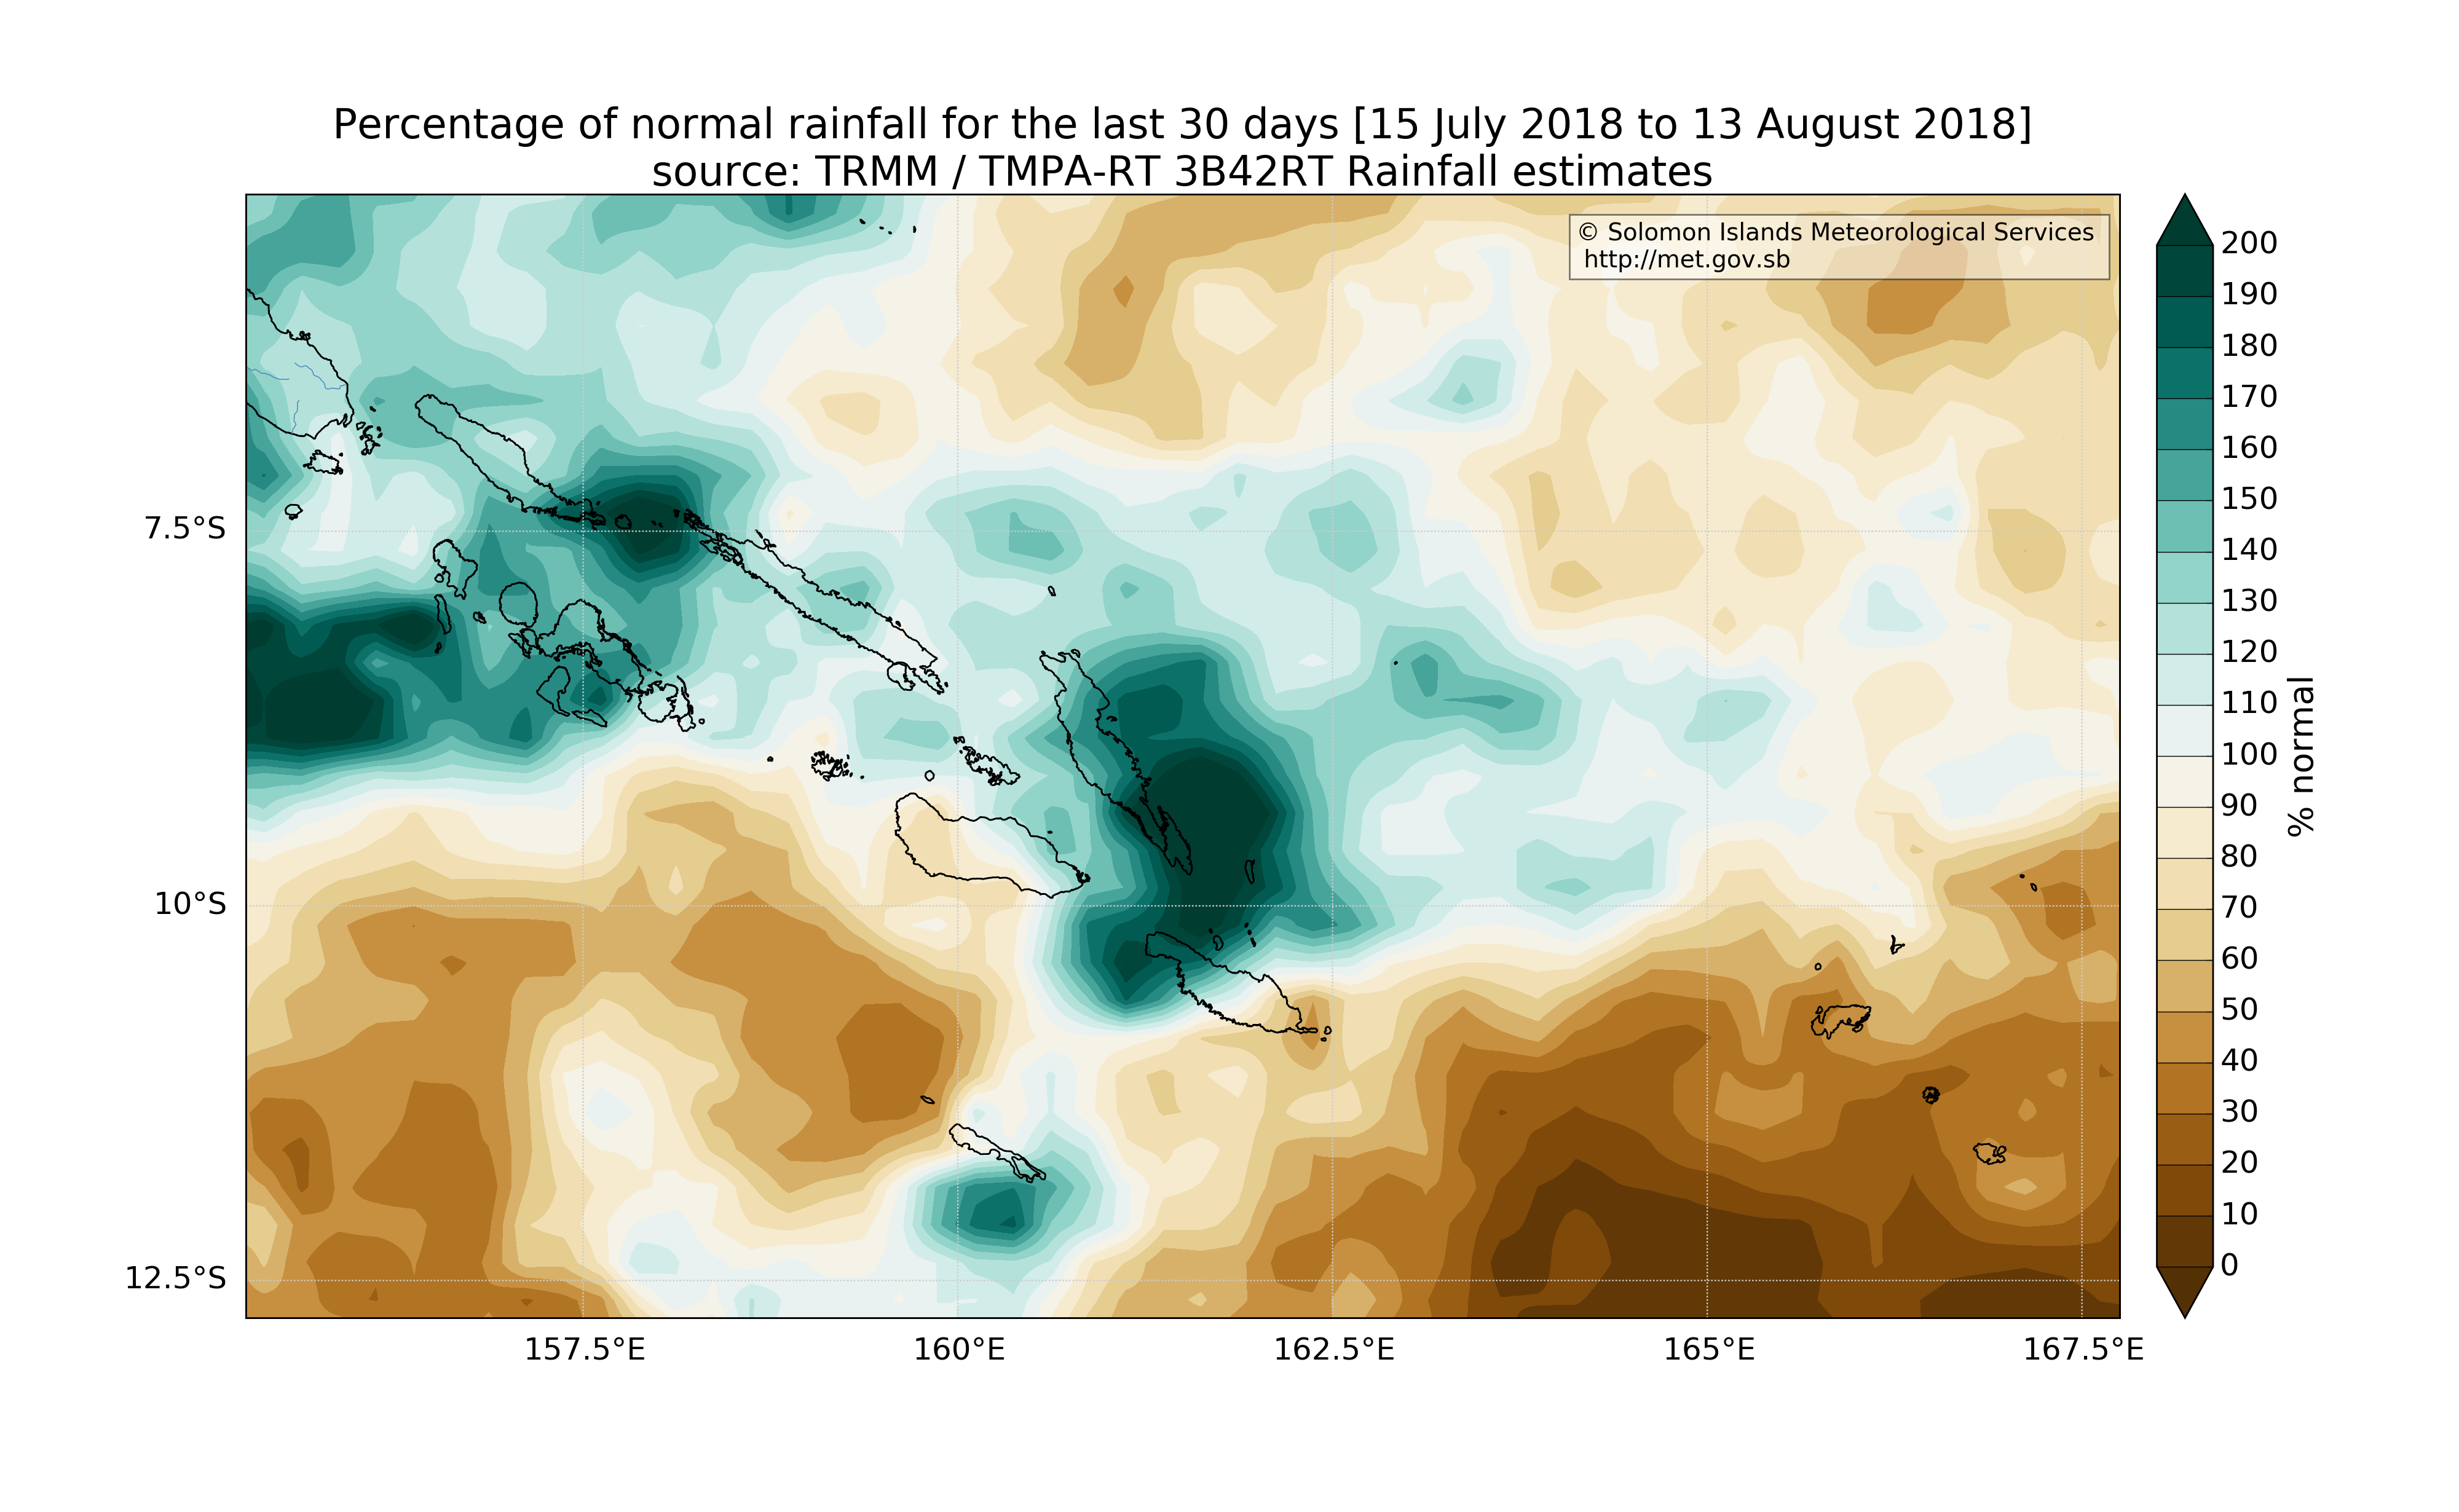 Percentage of normal rainfall for the last 30 days [15 July 2018 to 13 August 2018]
source: TRMM / TMPA-RT 3B42RT Rainfall estimates
© Solomon Islands Meteorological Services
http://met.gov.sb
7.5°S
10°S
12.5°S
157.5°E
160°E
162.5°E
165°E
167.5°E
200
190
180
170
160
150
140
130
120
110
100
90
80
70
60
50
40
30
20
10
0
% normal